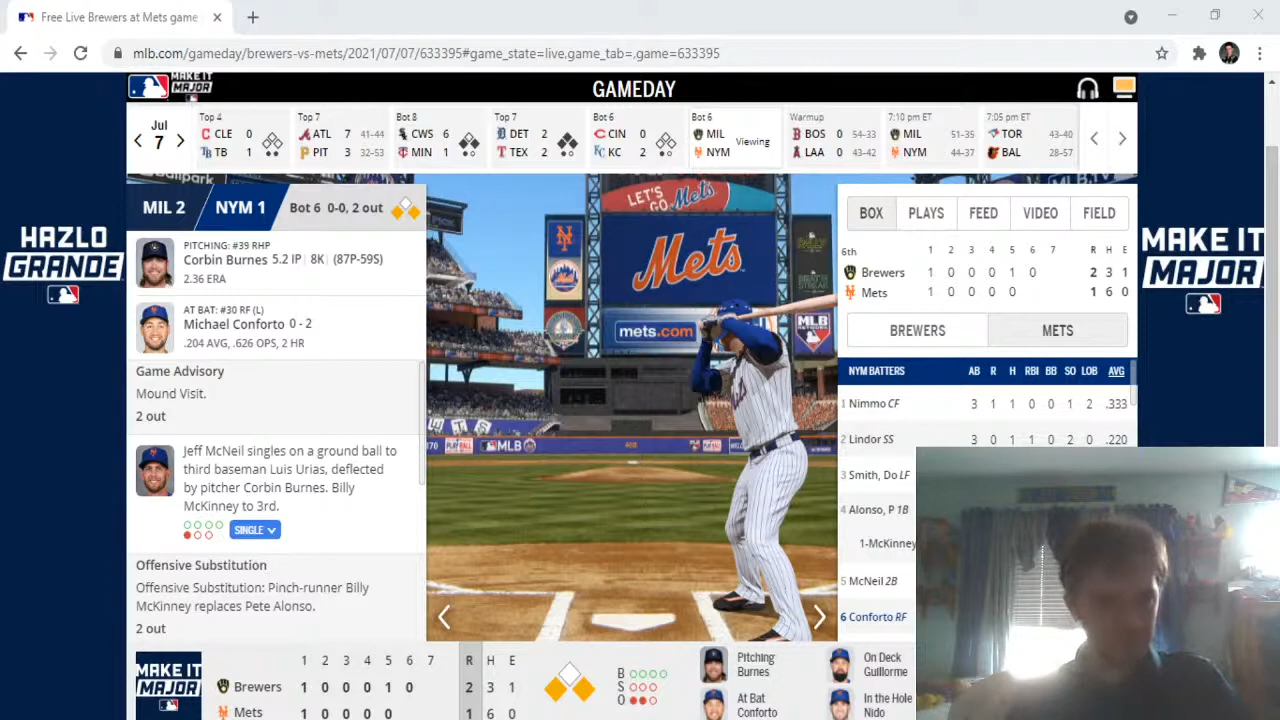 Free Live Brewers at Mets game
mlb.com/gameday/brewers-vs-mets/2021/07/07/633395#game_state=live,game_tab=,game=633395
MAKE IT
MAJOR
GAMEDAY
Jul
7
Top 4
CLE 0
TB 1
Top 7
ATL 7 41-44
PIT 3 32-53
Bot 8
CWS 6
MIN 1
Top 7
DET 2
TEX 2
Bot 6
CIN 0
KC 2
Bot 6
MIL
NYM
Viewing
Warmup
BOS 0 54-33
LAA 0 43-42
7:10 pm ET
MIL 51-35
NYM 44-37
7:05 pm ET
TOR 43-40
BAL 28-57
HAZLO
GRANDE
MAKE IT
MAJOR
MIL 2
NYM 1
Bot 6 0-0, 2 out
PITCHING: #39 RHP
Corbin Burnes 5.2 IP 8K (87P-59S)
2.36 ERA
AT BAT: #30 RF (L)
Michael Conforto 0 - 2
.204 AVG, .626 OPS, 2 HR
Game Advisory
Mound Visit.
2 out
Jeff McNeil singles on a ground ball to
third baseman Luis Urias, deflected
by pitcher Corbin Burnes. Billy
McKinney to 3rd.
SINGLE
Offensive Substitution
Offensive Substitution: Pinch-runner Billy
McKinney replaces Pete Alonso.
2 out
LET'S
GO Mets
Mets
mets.com
MLB
NETWORK
MLB
BOX PLAYS FEED VIDEO FIELD
6th 1 2 3 4 5 6 7 R H E
Brewers 1 0 0 0 1 0 2 3 1
Mets 1 0 0 0 0 1 6 0
BREWERS METS
NYM BATTERS AB R H RBI BB SO LOB AVG
1 Nimmo CF 3 1 1 0 0 1 2 .333
2 Lindor SS 3 0 1 1 0 2 0 .220
3 Smith, Do LF
4 Alonso, P 1B
1-McKinney
5 McNeil 2B
6 Conforto RF
MAKE IT
MAJOR
1 2 3 4 5 6 7 R H E
Brewers 1 0 0 0 1 0 2 3 1
Mets 1 0 0 0 0 1 6 0
B
S
O
Pitching
Burnes
At Bat
Conforto
On Deck
Guillorme
In the Hole
Nido